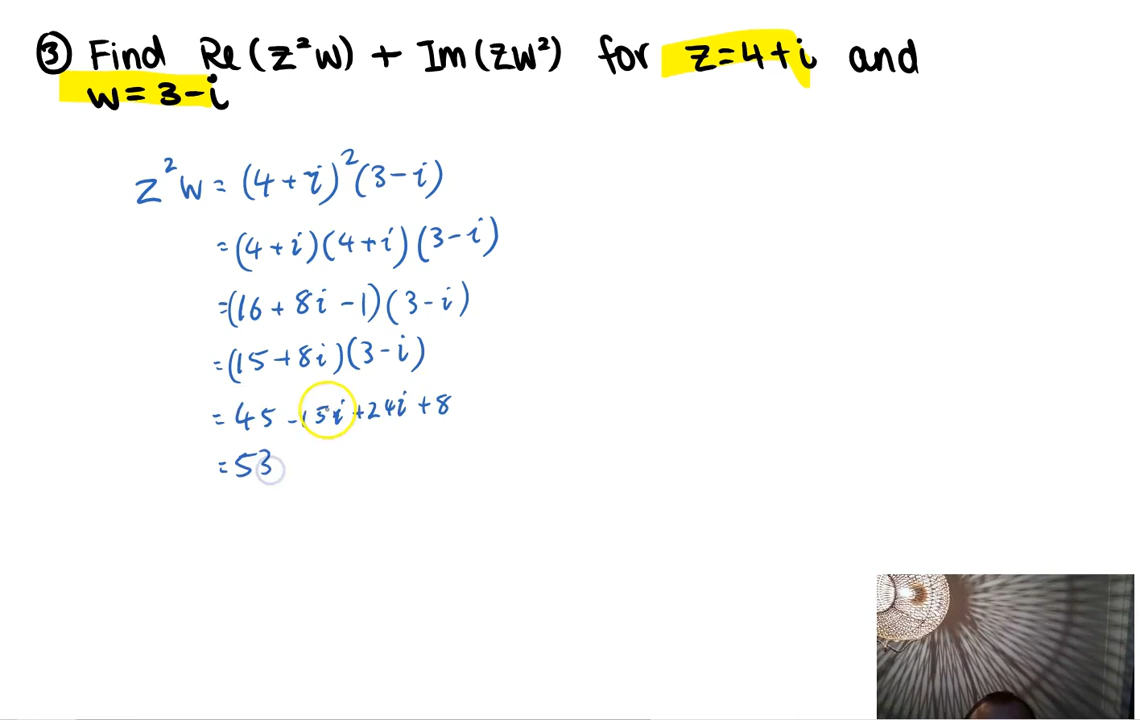 ③ Find Re(z²w) + Im(zw²) for z=4+i and
w=3-i
z²w = (4+i)²(3-i)
=(4+i)(4+i)(3-i)
=(16+8i-1)(3-i)
=(15+8i)(3-i)
= 45 -15i+24i+8
=53